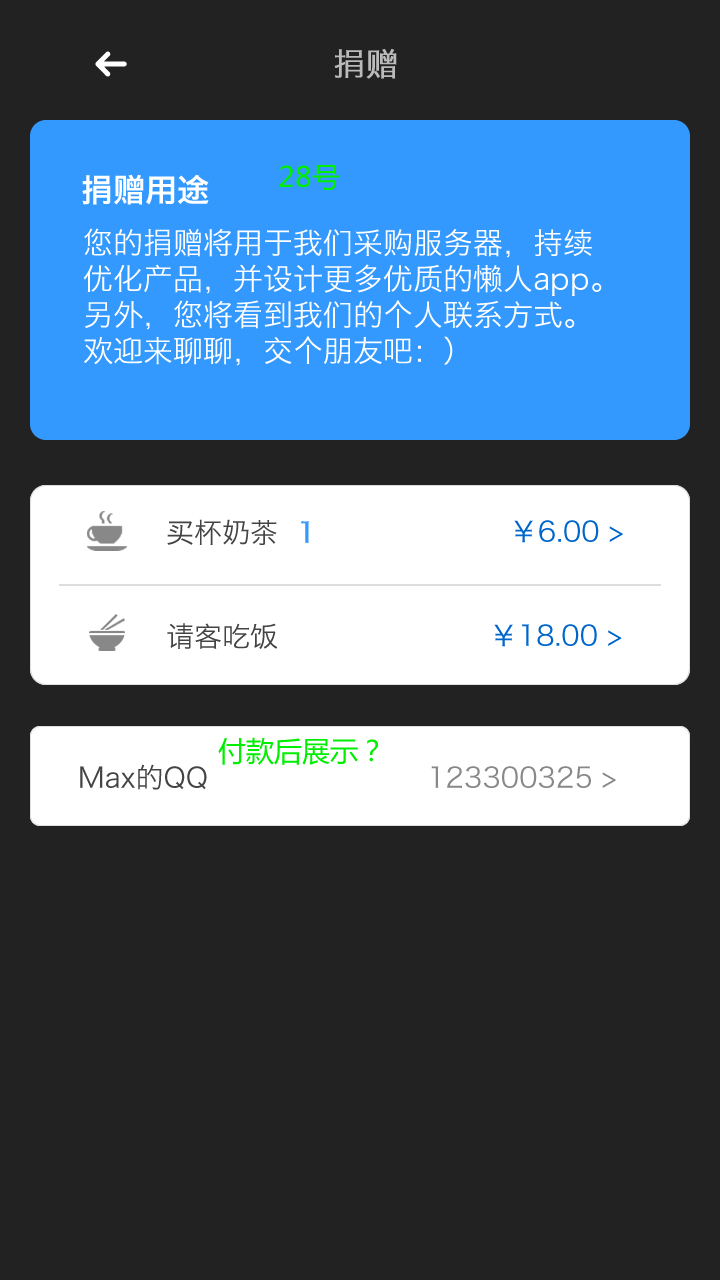 捐赠
捐赠用途 28号
您的捐赠将用于我们采购服务器，持续
优化产品，并设计更多优质的懒人app。
另外，您将看到我们的个人联系方式。
欢迎来聊聊，交个朋友吧：）
买杯奶茶 1 ￥6.00 >
请客吃饭 ￥18.00 >
付款后展示？
Max的QQ 123300325 >